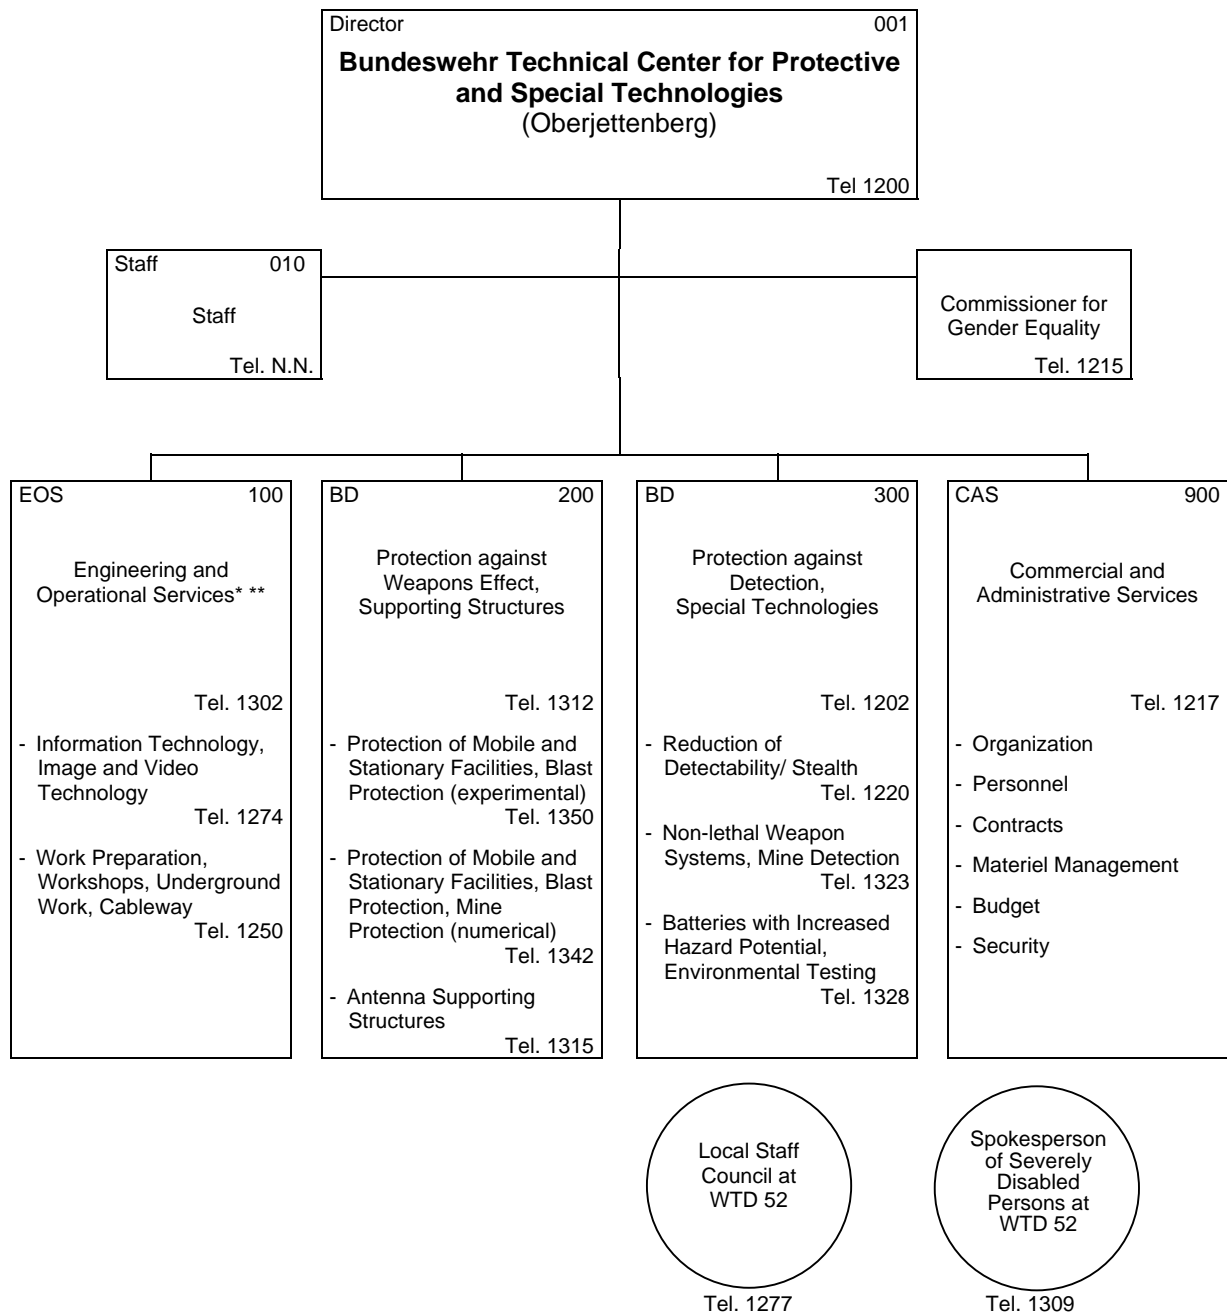 Director 001
Bundeswehr Technical Center for Protective
and Special Technologies
(Oberjettenberg)
Tel 1200
Staff 010
Staff
Tel. N.N.
Commissioner for
Gender Equality
Tel. 1215
EOS 100
Engineering and
Operational Services* **
Tel. 1302
- Information Technology,
Image and Video
Technology
Tel. 1274
- Work Preparation,
Workshops, Underground
Work, Cableway
Tel. 1250
BD 200
Protection against
Weapons Effect,
Supporting Structures
Tel. 1312
- Protection of Mobile and
Stationary Facilities, Blast
Protection (experimental)
Tel. 1350
- Protection of Mobile and
Stationary Facilities, Blast
Protection, Mine
Protection (numerical)
Tel. 1342
- Antenna Supporting
Structures
Tel. 1315
BD 300
Protection against
Detection,
Special Technologies
Tel. 1202
- Reduction of
Detectability/ Stealth
Tel. 1220
- Non-lethal Weapon
Systems, Mine Detection
Tel. 1323
- Batteries with Increased
Hazard Potential,
Environmental Testing
Tel. 1328
CAS 900
Commercial and
Administrative Services
Tel. 1217
- Organization
- Personnel
- Contracts
- Materiel Management
- Budget
- Security
Local Staff
Council at
WTD 52
Tel. 1277
Spokesperson
of Severely
Disabled
Persons at
WTD 52
Tel. 1309